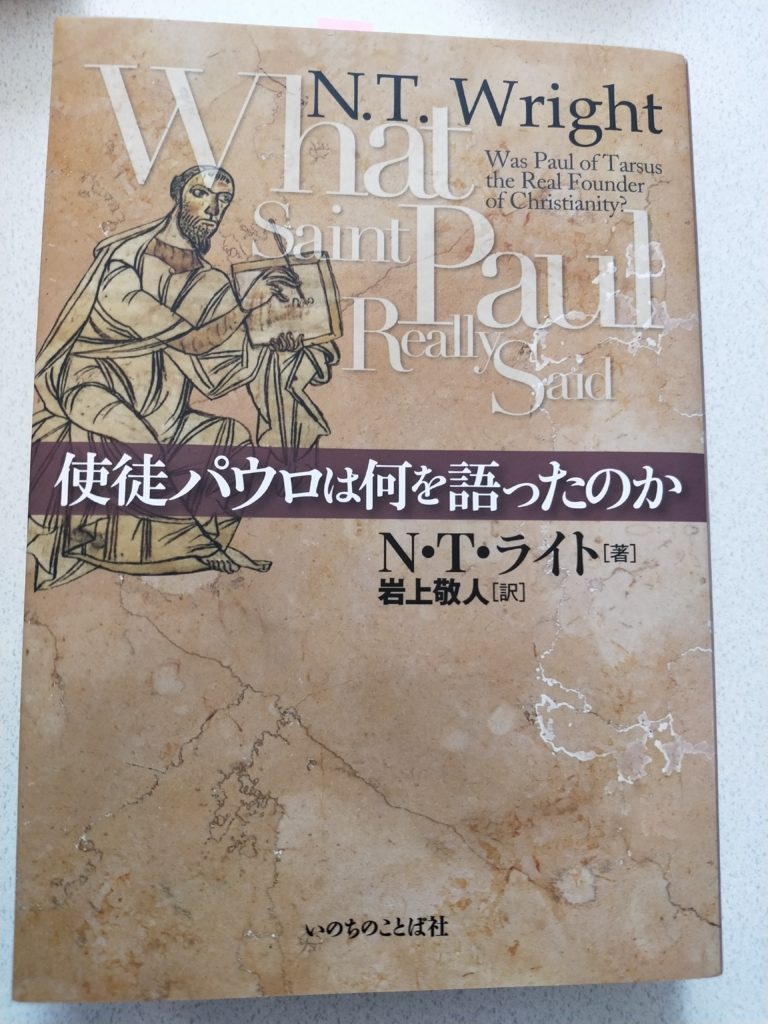 N.T. Wright
What
Saint Paul
Really
Said
Was Paul of Tarsus
the Real Founder
of Christianity?
使徒パウロは何を語ったのか
N・T・ライト[著]
岩上敬人[訳]
いのちのことば社